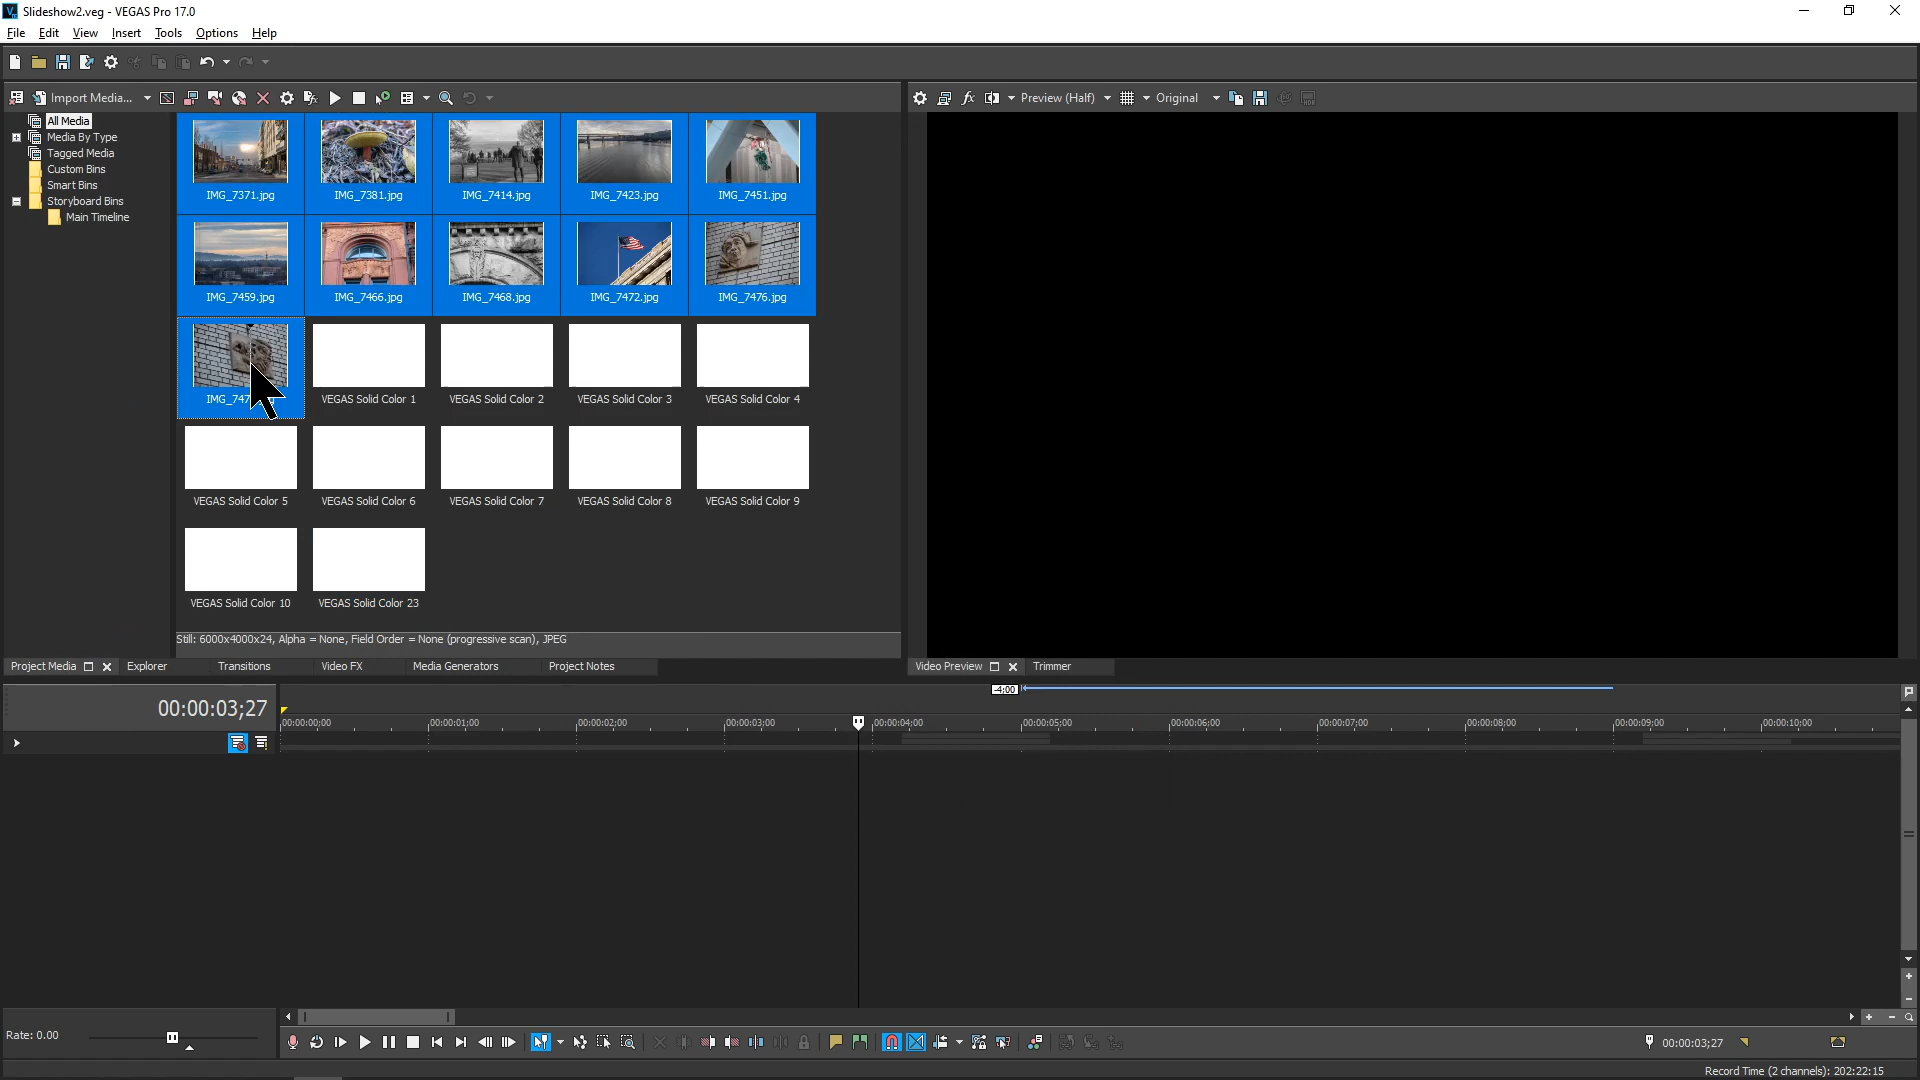 Slideshow2.veg - VEGAS Pro 17.0
File Edit View Insert Tools Options Help
Import Media... Preview (Half) Original
All Media
Media By Type
Tagged Media
Custom Bins
Smart Bins
Storyboard Bins
Main Timeline
IMG_7371.jpg IMG_7381.jpg IMG_7414.jpg IMG_7423.jpg IMG_7451.jpg
IMG_7459.jpg IMG_7466.jpg IMG_7468.jpg IMG_7472.jpg IMG_7476.jpg
VEGAS Solid Color 1 VEGAS Solid Color 2 VEGAS Solid Color 3 VEGAS Solid Color 4
VEGAS Solid Color 5 VEGAS Solid Color 6 VEGAS Solid Color 7 VEGAS Solid Color 8 VEGAS Solid Color 9
VEGAS Solid Color 10 VEGAS Solid Color 23
Still: 6000x4000x24, Alpha = None, Field Order = None (progressive scan), JPEG
Project Media Explorer Transitions Video FX Media Generators Project Notes Video Preview Trimmer
-4;00
00:00:03;27
00:00:00;00 00:00:01;00 00:00:02;00 00:00:03;00 00:00:04;00 00:00:05;00 00:00:06;00 00:00:07;00 00:00:08;00 00:00:09;00 00:00:10;00
Rate: 0.00
00:00:03;27
Record Time (2 channels): 202:22:15